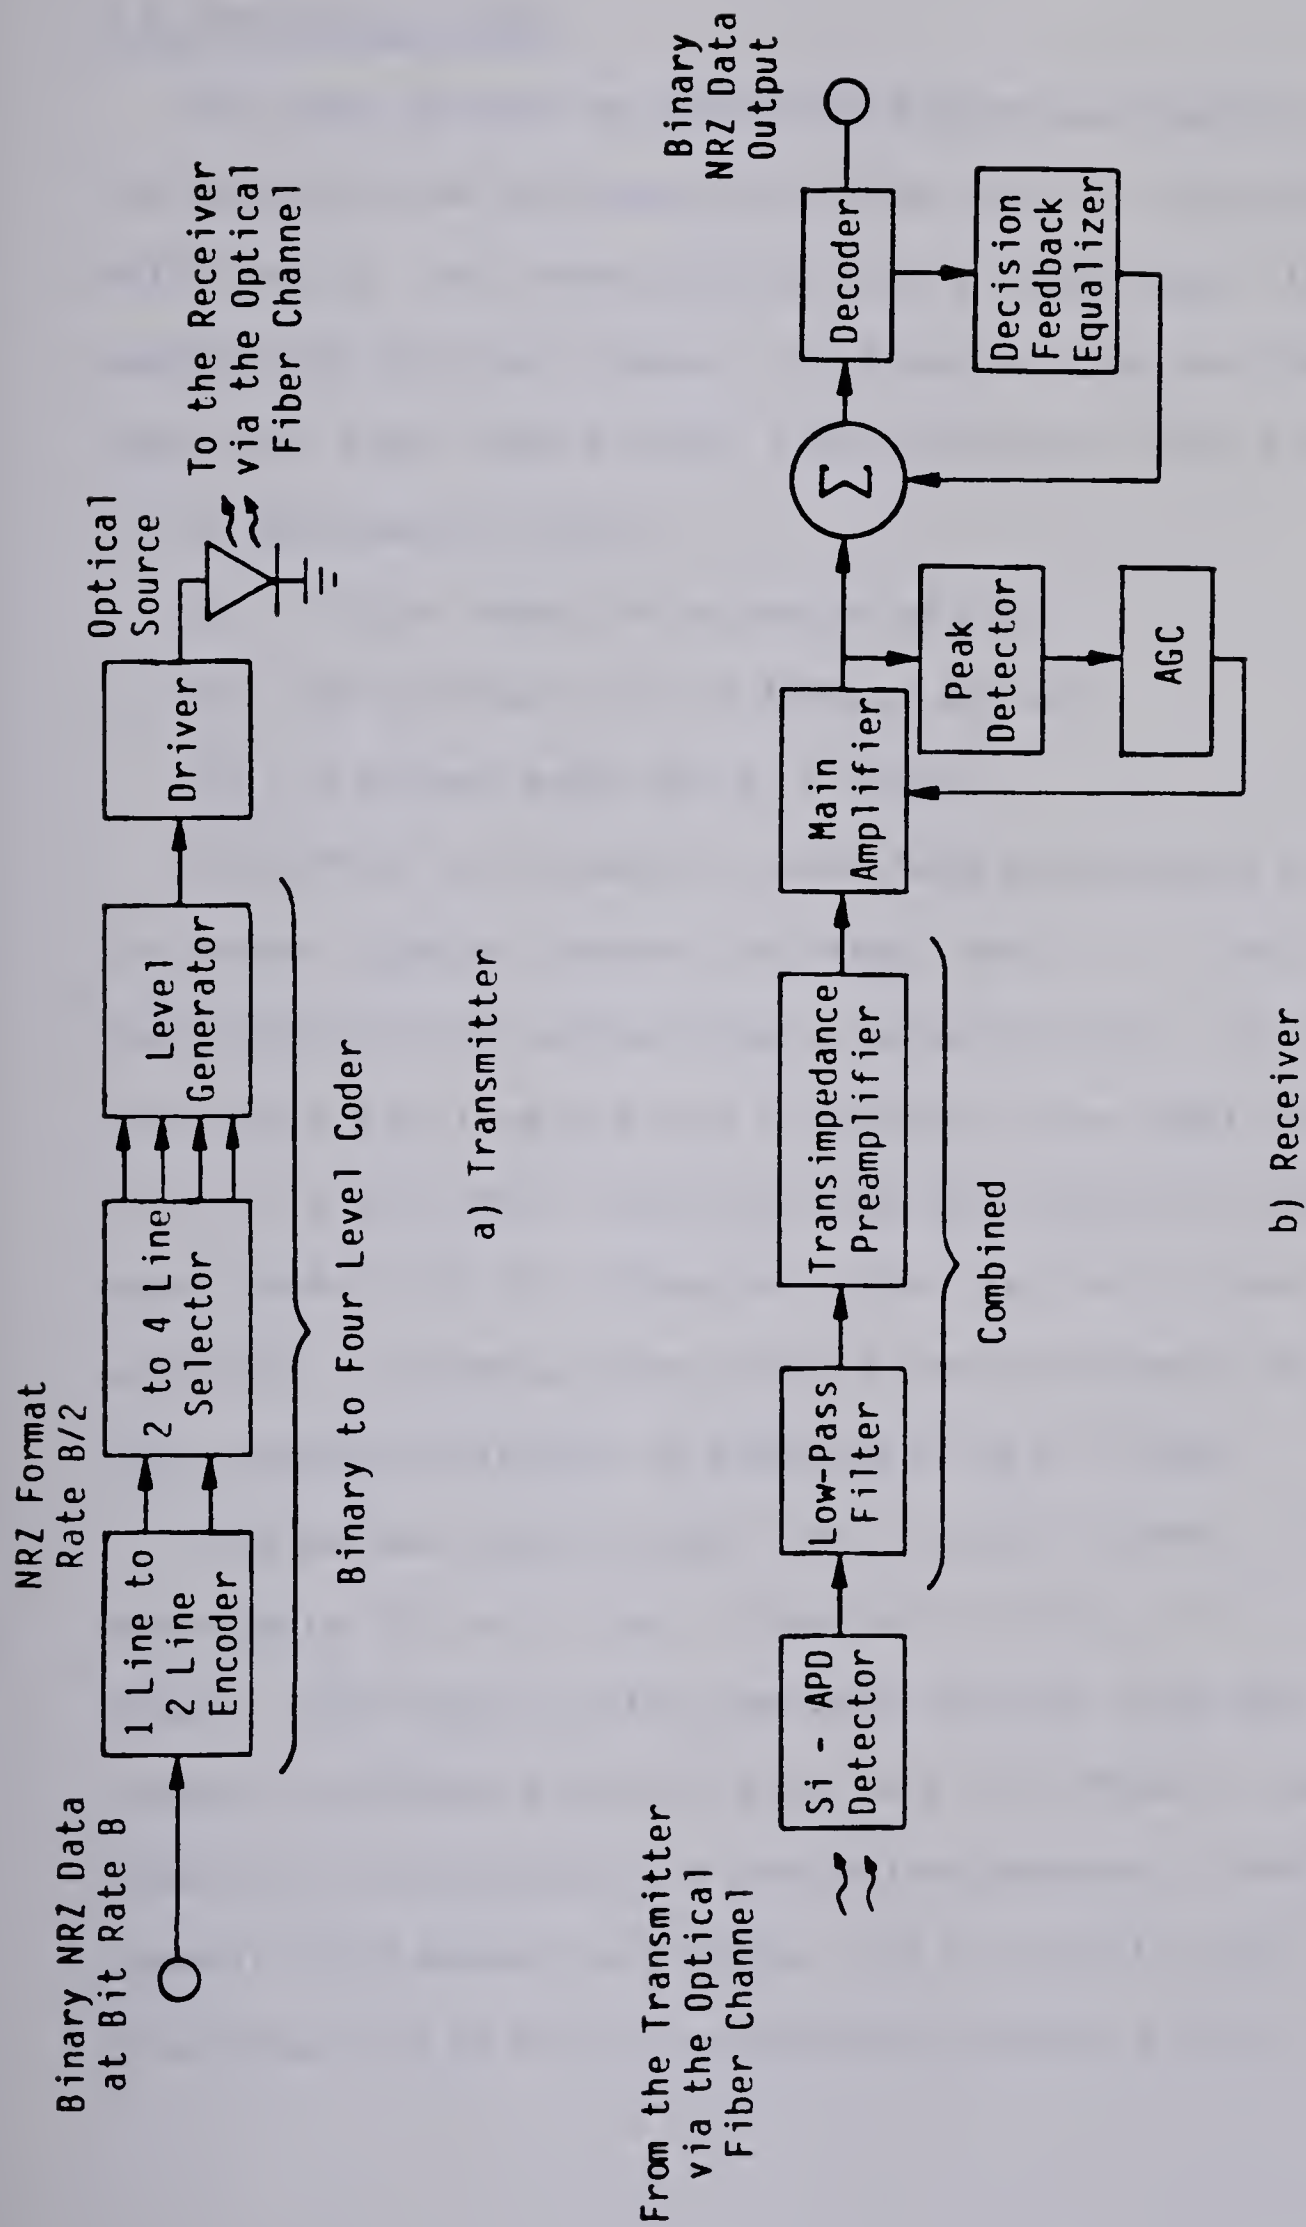 Binary NRZ Data
at Bit Rate B
NRZ Format
Rate B/2
1 Line to
2 Line
Encoder
2 to 4 Line
Selector
Level
Generator
Driver
Optical
Source
To the Receiver
via the Optical
Fiber Channel
Binary to Four Level Coder
a) Transmitter
From the Transmitter
via the Optical
Fiber Channel
Si - APD
Detector
Low-Pass
Filter
Transimpedance
Preamplifier
Combined
Main
Amplifier
Peak
Detector
AGC
Σ
Decoder
Decision
Feedback
Equalizer
Binary
NRZ Data
Output
b) Receiver